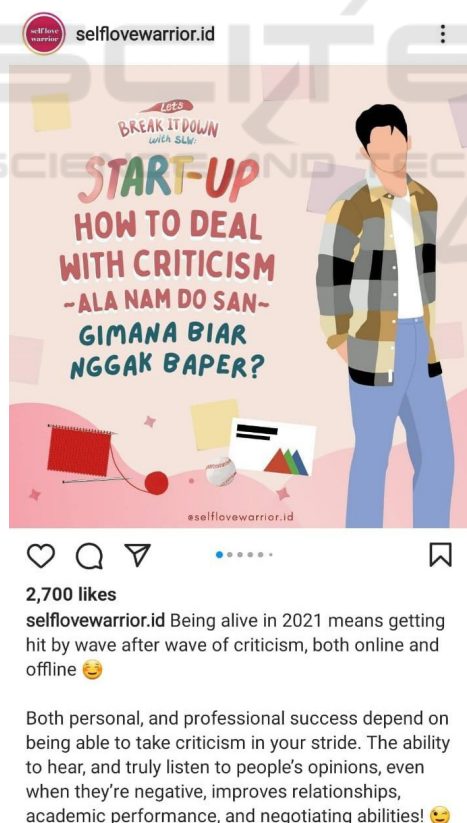 self love
warrior
selflovewarrior.id
Lets
BREAK IT DOWN
with SLW:
START-UP
HOW TO DEAL
WITH CRITICISM
~ALA NAM DO SAN~
GIMANA BIAR
NGGAK BAPER?
@selflovewarrior.id
2,700 likes
selflovewarrior.id Being alive in 2021 means getting
hit by wave after wave of criticism, both online and
offline 😊
Both personal, and professional success depend on
being able to take criticism in your stride. The ability
to hear, and truly listen to people's opinions, even
when they're negative, improves relationships,
academic performance, and negotiating abilities! 😉